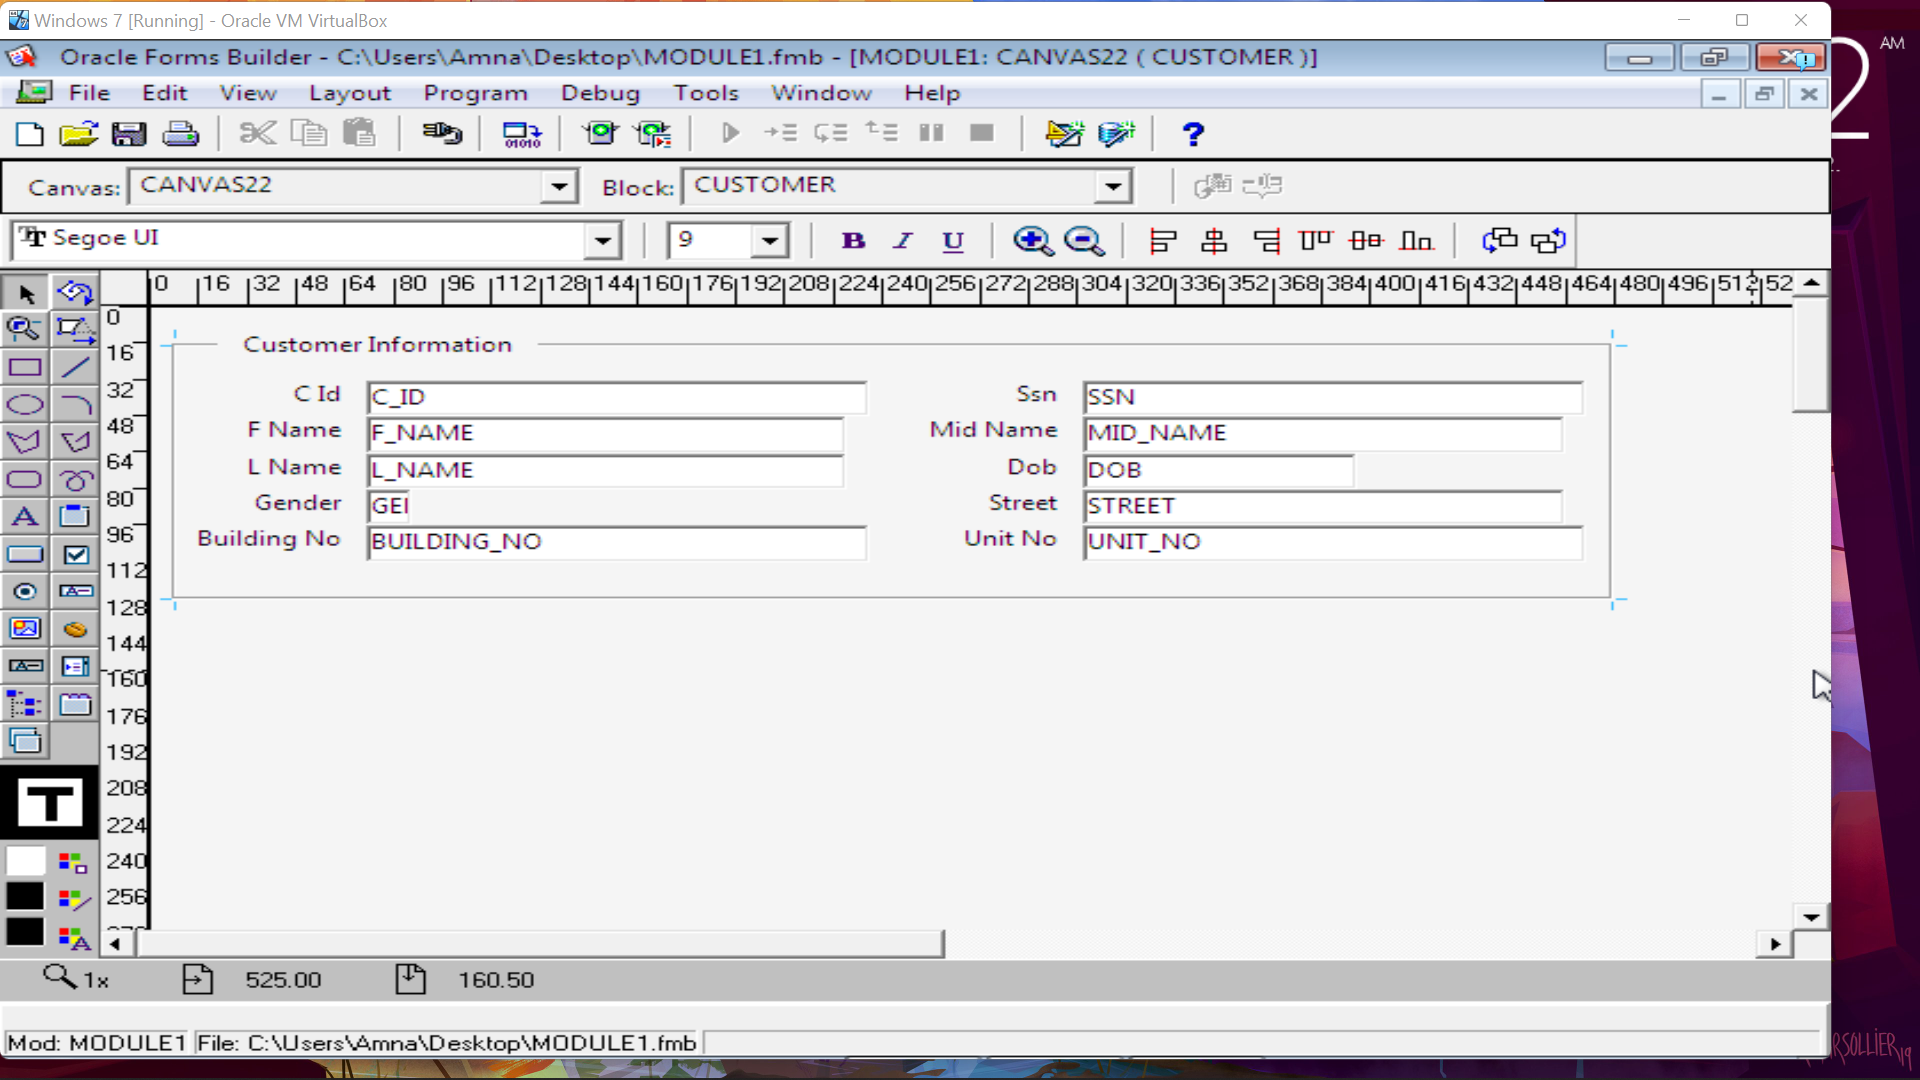 Windows 7 [Running] - Oracle VM VirtualBox
AM
2
Oracle Forms Builder - C:\Users\Amna\Desktop\MODULE1.fmb - [MODULE1: CANVAS22 ( CUSTOMER )]
File Edit View Layout Program Debug Tools Window Help
Canvas: CANVAS22 Block: CUSTOMER
Segoe UI 9 B I U
0 16 32 48 64 80 96 112 128 144 160 176 192 208 224 240 256 272 288 304 320 336 352 368 384 400 416 432 448 464 480 496 512 52
0
16
32
48
64
80
96
112
128
144
160
176
192
208
224
240
256
Customer Information
C Id C_ID Ssn SSN
F Name F_NAME Mid Name MID_NAME
L Name L_NAME Dob DOB
Gender GEI Street STREET
Building No BUILDING_NO Unit No UNIT_NO
T
1x 525.00 160.50
Mod: MODULE1 File: C:\Users\Amna\Desktop\MODULE1.fmb